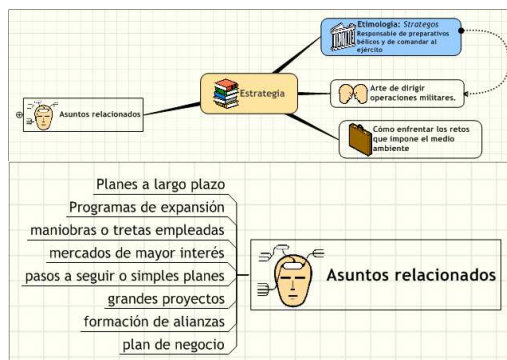 Etimología: Strategos
Responsable de preparativos
bélicos y de comandar al
ejército
Estrategia
Arte de dirigir
operaciones militares.
Asuntos relacionados
Cómo enfrentar los retos
que impone el medio
ambiente
Planes a largo plazo
Programas de expansión
maniobras o tretas empleadas
mercados de mayor interés
pasos a seguir o simples planes
grandes proyectos
formación de alianzas
plan de negocio
Asuntos relacionados